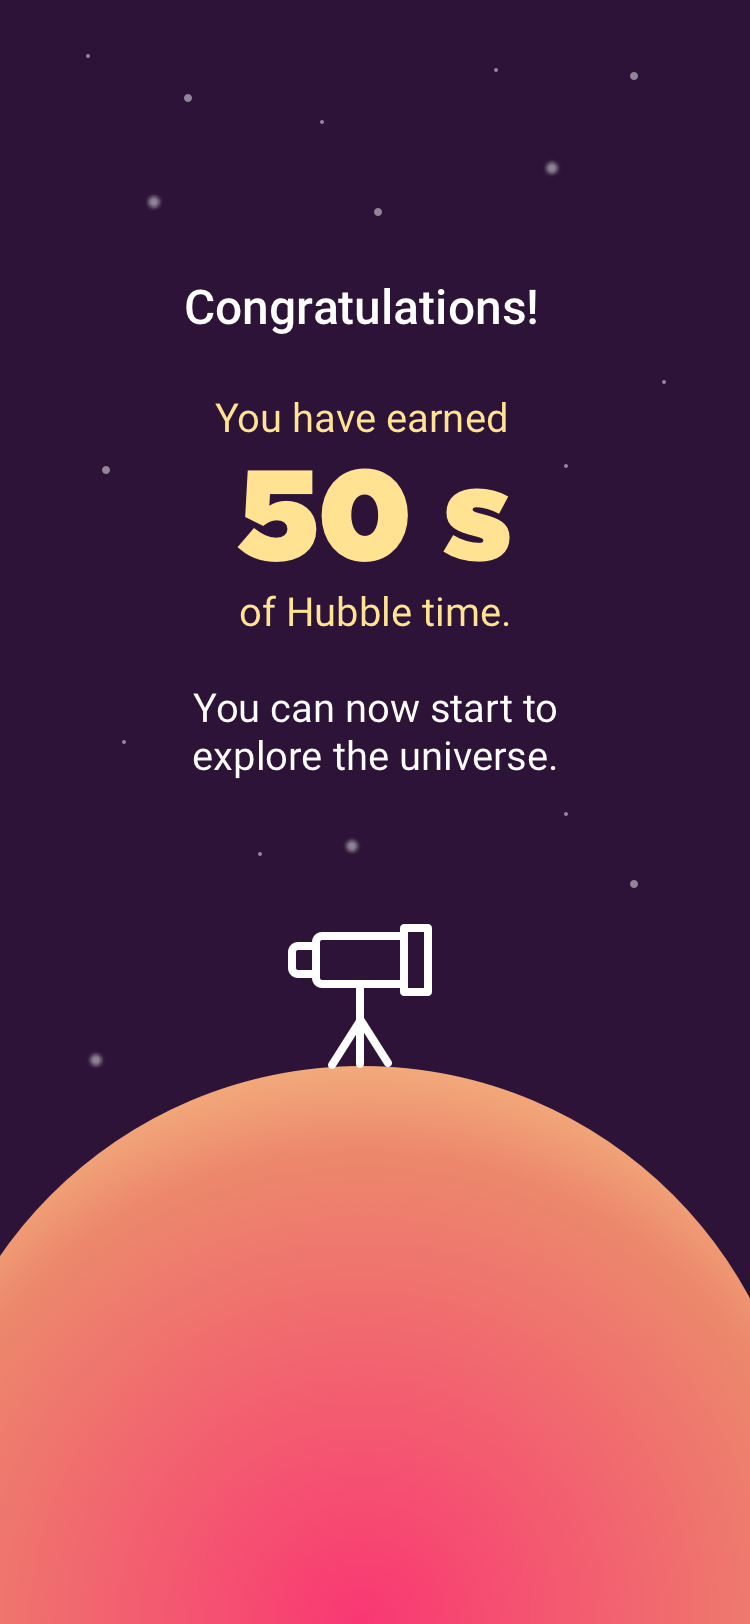 Congratulations!
You have earned
50 s
of Hubble time.
You can now start to
explore the universe.